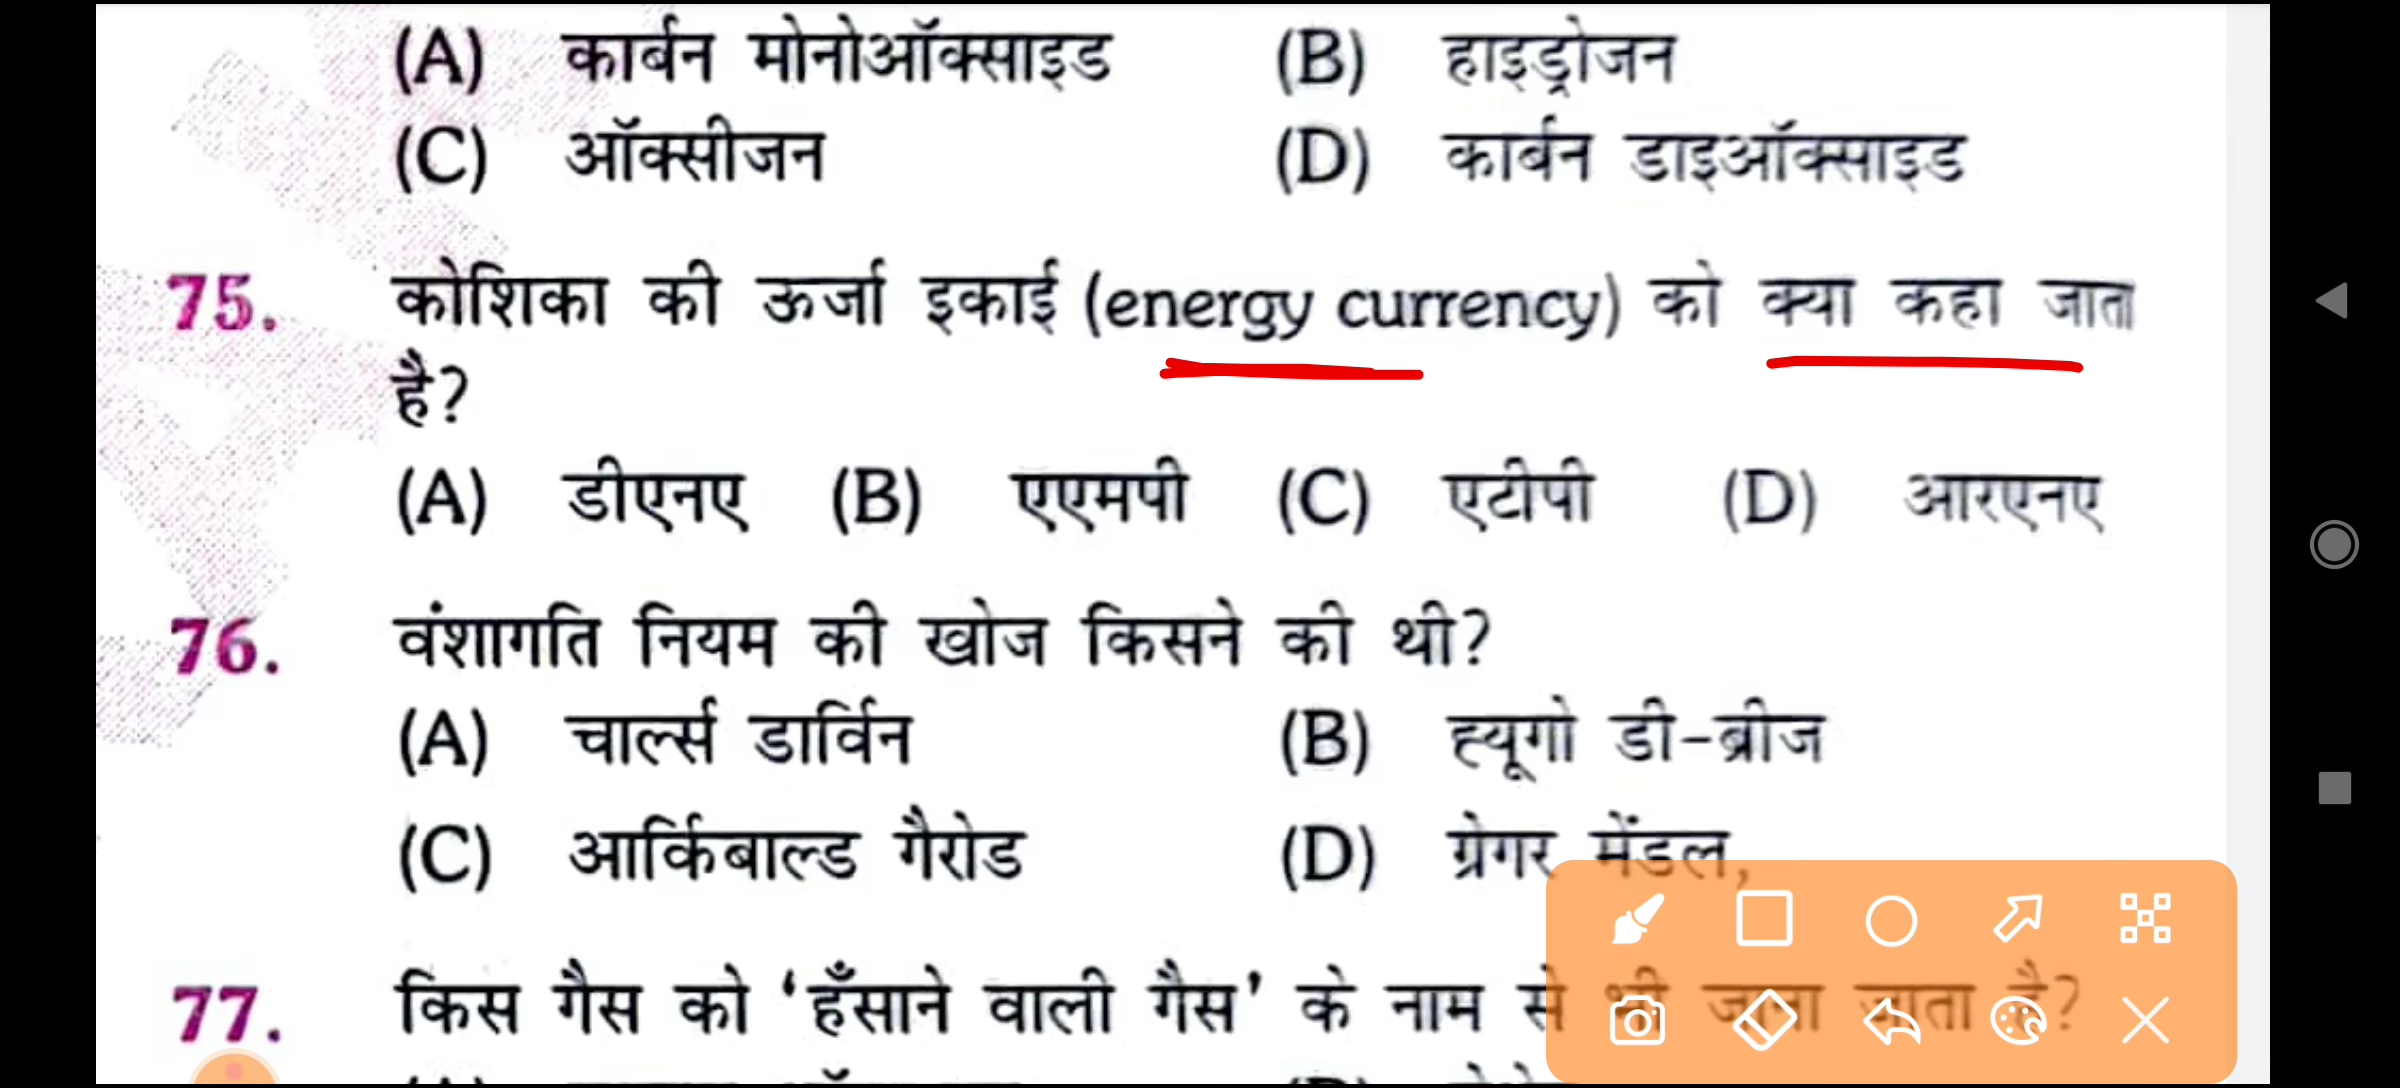 (A) कार्बन मोनोऑक्साइड (B) हाइड्रोजन
(C) ऑक्सीजन (D) कार्बन डाइऑक्साइड
75. कोशिका की ऊर्जा इकाई (energy currency) को क्या कहा जाता
है?
(A) डीएनए (B) एएमपी (C) एटीपी (D) आरएनए
76. वंशागति नियम की खोज किसने की थी?
(A) चार्ल्स डार्विन (B) ह्यूगो डी-ब्रीज
(C) आर्किबाल्ड गैरोड (D) ग्रेगर मेंडल,
77. किस गैस को ‘हँसाने वाली गैस’ के नाम से भी जाना जाता है?